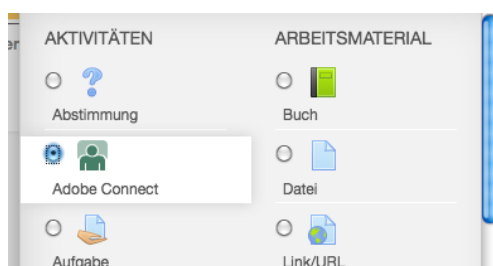 AKTIVITÄTEN
ARBEITSMATERIAL
Abstimmung
Buch
Adobe Connect
Datei
Aufgabe
Link/URL